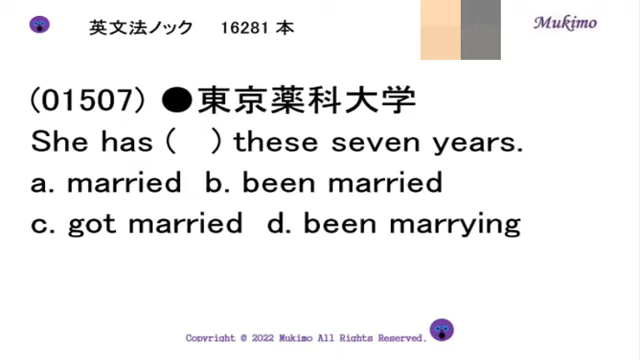 英文法ノック 16281 本
Mukimo
(01507) ●東京薬科大学
She has ( ) these seven years.
a. married b. been married
c. got married d. been marrying
Copyright © 2022 Mukimo All Rights Reserved.